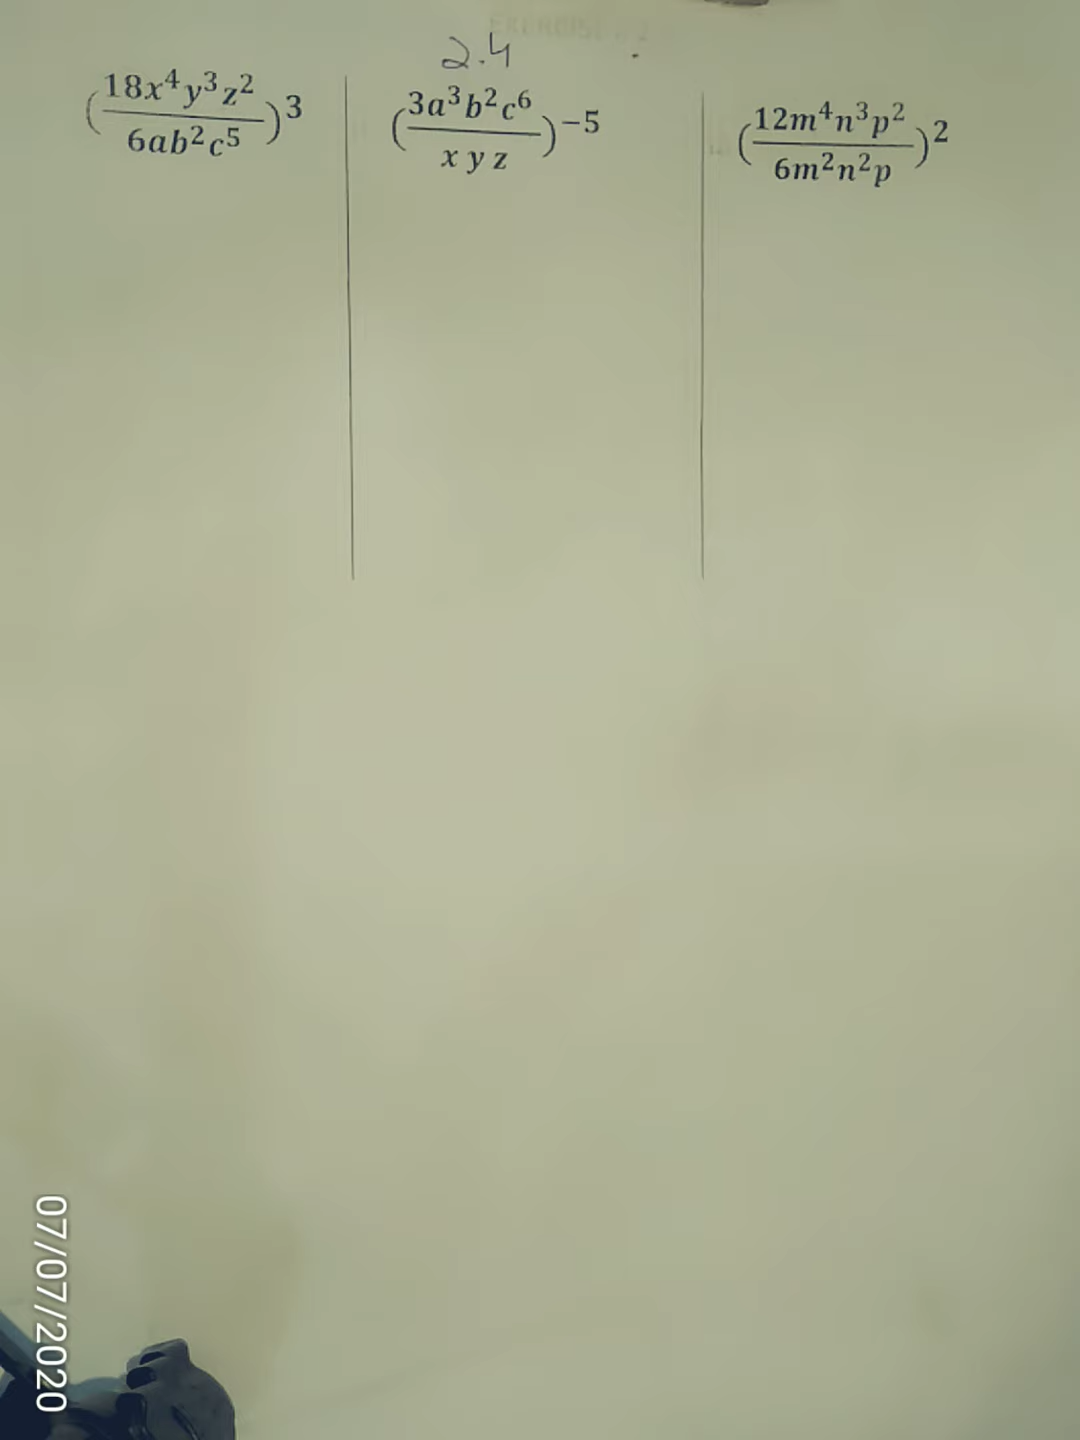 2.4
(18x⁴y³z²/6ab²c⁵)³
(3a³b²c⁶/x y z)⁻⁵
(12m⁴n³p²/6m²n²p)²
07/07/2020